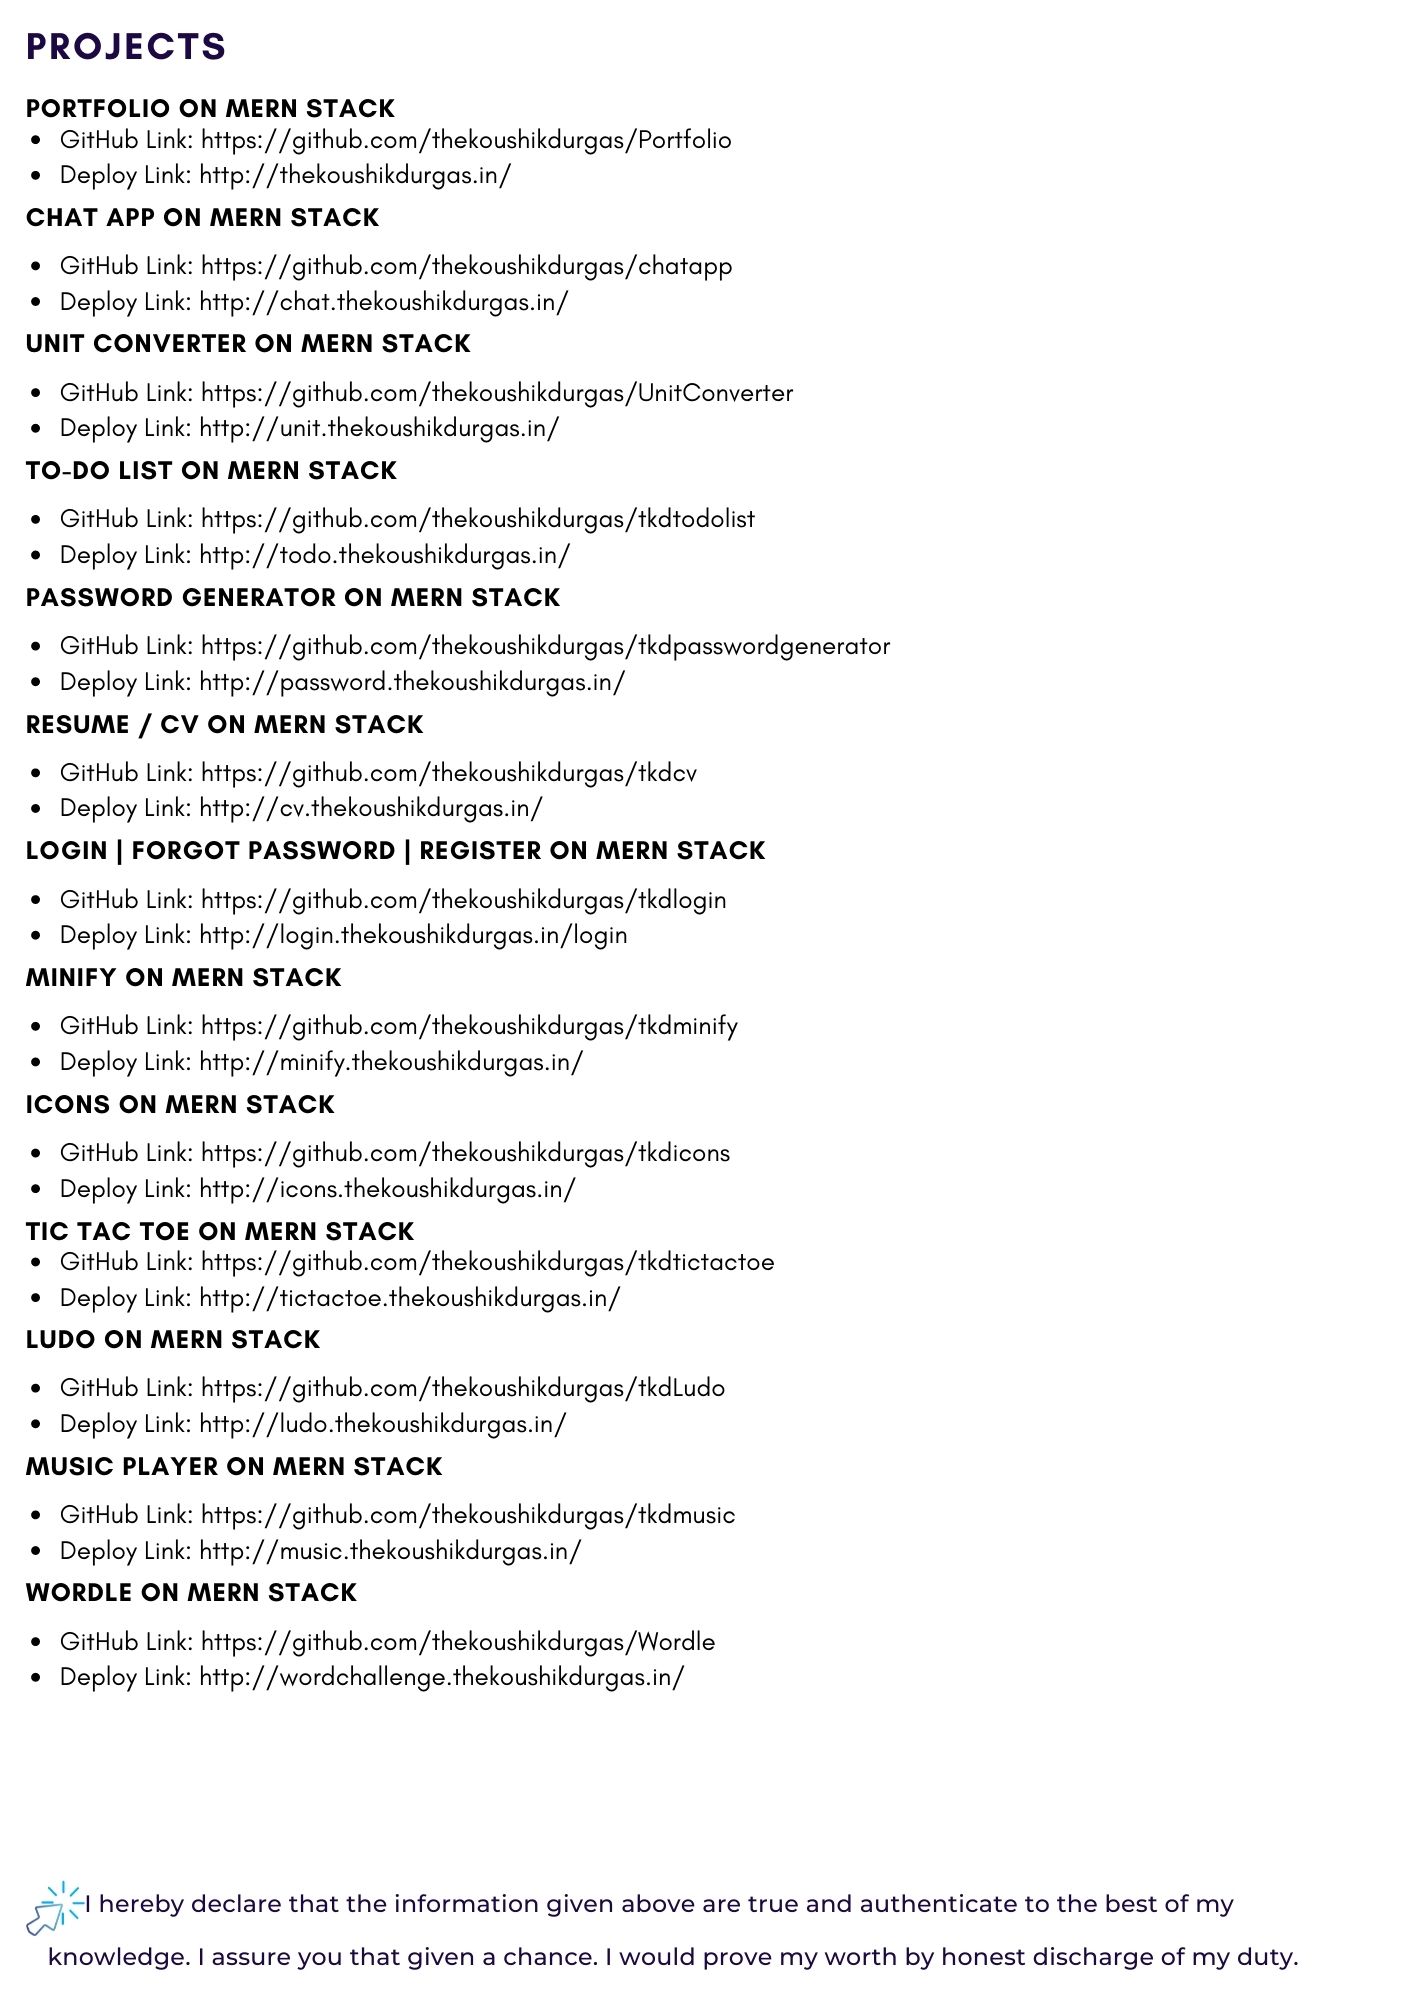 PROJECTS
PORTFOLIO ON MERN STACK
• GitHub Link: https://github.com/thekoushikdurgas/Portfolio
• Deploy Link: http://thekoushikdurgas.in/
CHAT APP ON MERN STACK
• GitHub Link: https://github.com/thekoushikdurgas/chatapp
• Deploy Link: http://chat.thekoushikdurgas.in/
UNIT CONVERTER ON MERN STACK
• GitHub Link: https://github.com/thekoushikdurgas/UnitConverter
• Deploy Link: http://unit.thekoushikdurgas.in/
TO-DO LIST ON MERN STACK
• GitHub Link: https://github.com/thekoushikdurgas/tkdtodolist
• Deploy Link: http://todo.thekoushikdurgas.in/
PASSWORD GENERATOR ON MERN STACK
• GitHub Link: https://github.com/thekoushikdurgas/tkdpasswordgenerator
• Deploy Link: http://password.thekoushikdurgas.in/
RESUME / CV ON MERN STACK
• GitHub Link: https://github.com/thekoushikdurgas/tkdcv
• Deploy Link: http://cv.thekoushikdurgas.in/
LOGIN | FORGOT PASSWORD | REGISTER ON MERN STACK
• GitHub Link: https://github.com/thekoushikdurgas/tkdlogin
• Deploy Link: http://login.thekoushikdurgas.in/login
MINIFY ON MERN STACK
• GitHub Link: https://github.com/thekoushikdurgas/tkdminify
• Deploy Link: http://minify.thekoushikdurgas.in/
ICONS ON MERN STACK
• GitHub Link: https://github.com/thekoushikdurgas/tkdicons
• Deploy Link: http://icons.thekoushikdurgas.in/
TIC TAC TOE ON MERN STACK
• GitHub Link: https://github.com/thekoushikdurgas/tkdtictactoe
• Deploy Link: http://tictactoe.thekoushikdurgas.in/
LUDO ON MERN STACK
• GitHub Link: https://github.com/thekoushikdurgas/tkdLudo
• Deploy Link: http://ludo.thekoushikdurgas.in/
MUSIC PLAYER ON MERN STACK
• GitHub Link: https://github.com/thekoushikdurgas/tkdmusic
• Deploy Link: http://music.thekoushikdurgas.in/
WORDLE ON MERN STACK
• GitHub Link: https://github.com/thekoushikdurgas/Wordle
• Deploy Link: http://wordchallenge.thekoushikdurgas.in/
I hereby declare that the information given above are true and authenticate to the best of my
knowledge. I assure you that given a chance. I would prove my worth by honest discharge of my duty.